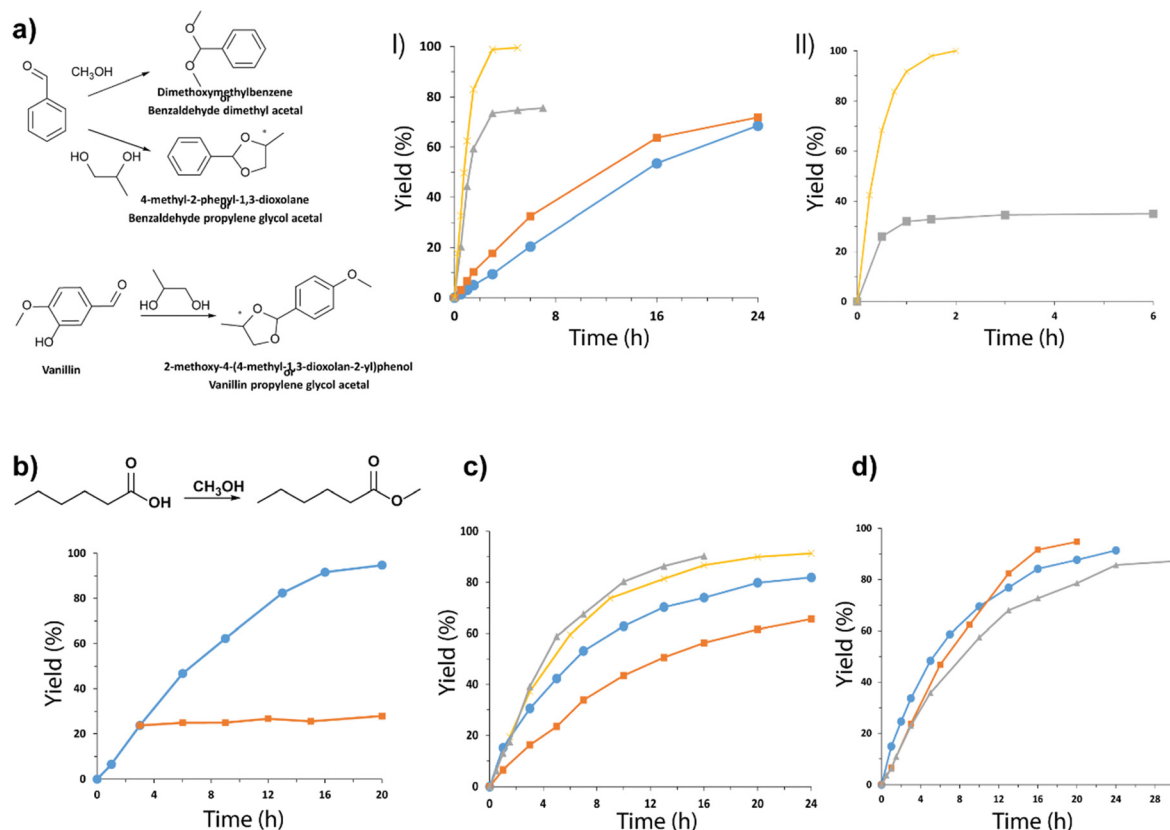 a)
O
CH₃OH
O
O
Dimethoxymethylbenzene
or
Benzaldehyde dimethyl acetal
HO
OH
O
*
O
4-methyl-2-phenyl-1,3-dioxolane
or
Benzaldehyde propylene glycol acetal
O
O
HO
OH
OH
O
O
*
O
Vanillin
2-methoxy-4-(4-methyl-1,3-dioxolan-2-yl)phenol
or
Vanillin propylene glycol acetal
I)
Yield (%)
100
80
60
40
20
0
0 8 16 24
Time (h)
II)
Yield (%)
100
80
60
40
20
0
0 2 4 6
Time (h)
b)
O
OH
CH₃OH
O
O
Yield (%)
100
80
60
40
20
0
0 4 8 12 16 20
Time (h)
c)
Yield (%)
100
80
60
40
20
0
0 4 8 12 16 20 24
Time (h)
d)
Yield (%)
100
80
60
40
20
0
0 4 8 12 16 20 24 28
Time (h)